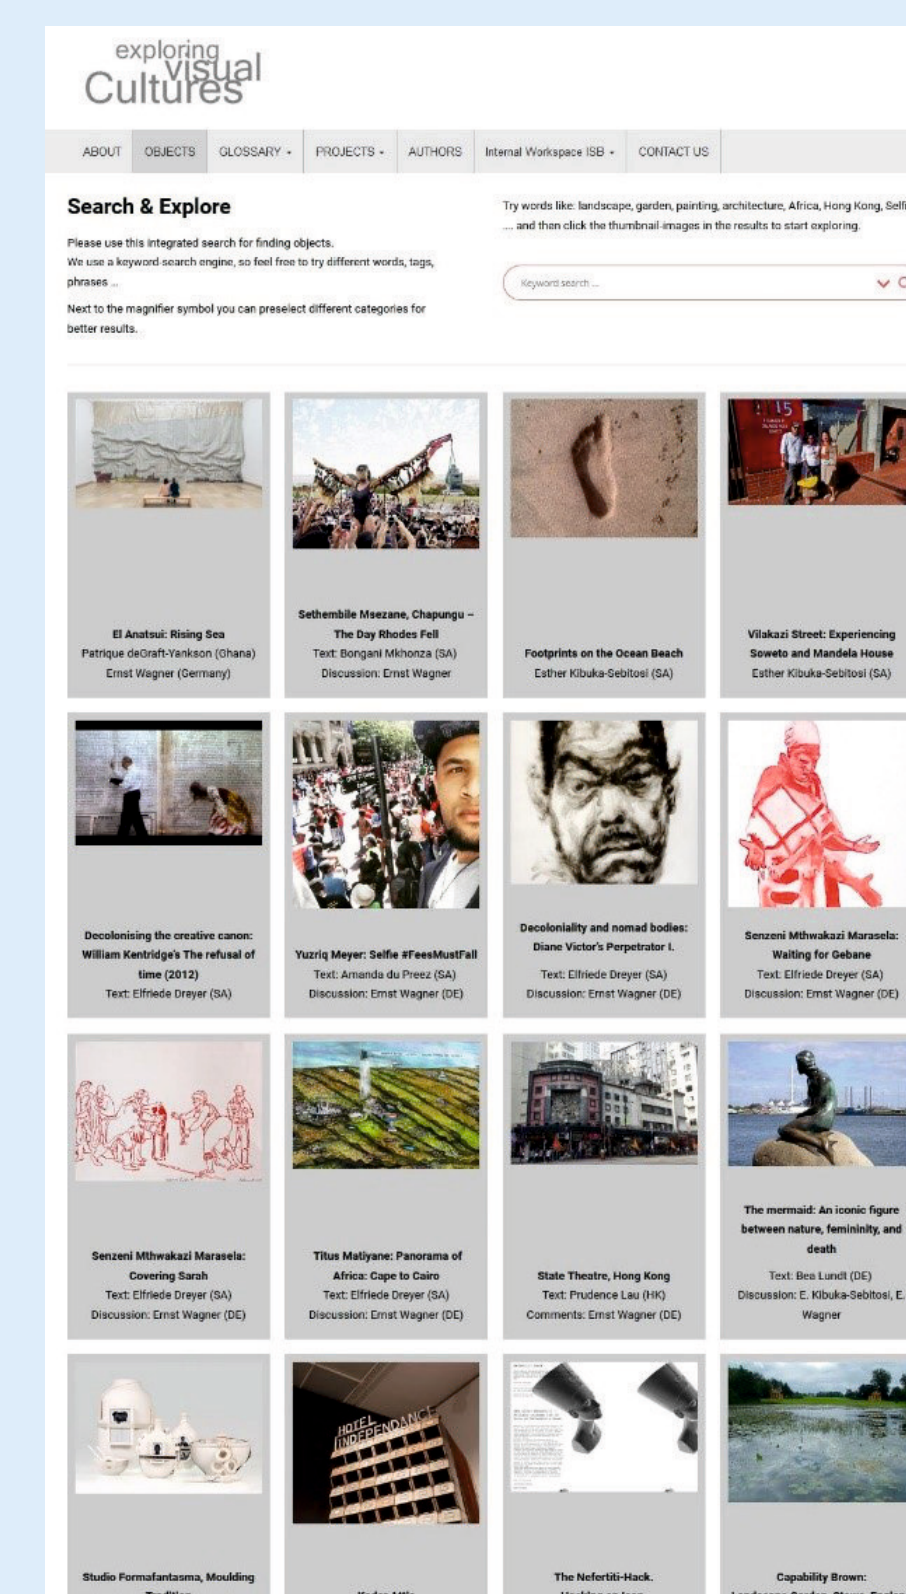 exploring
visual
Cultures
ABOUT
OBJECTS
GLOSSARY
PROJECTS
AUTHORS
Internal Workspace ISB
CONTACT US
Search & Explore
Please use this integrated search for finding objects.
We use a keyword-search engine, so feel free to try different words, tags,
phrases ...
Next to the magnifier symbol you can preselect different categories for
better results.
Try words like: landscape, garden, painting, architecture, Africa, Hong Kong, Selfi
.... and then click the thumbnail-images in the results to start exploring.
Keyword search ...
El Anatsui: Rising Sea
Patrique deGraft-Yankson (Ghana)
Ernst Wagner (Germany)
Sethembile Msezane, Chapungu –
The Day Rhodes Fell
Text: Bongani Mkhonza (SA)
Discussion: Ernst Wagner
Footprints on the Ocean Beach
Esther Kibuka-Sebitosi (SA)
15
Vilakazi Street: Experiencing
Soweto and Mandela House
Esther Kibuka-Sebitosi (SA)
Decolonising the creative canon:
William Kentridge's The refusal of
time (2012)
Text: Elfriede Dreyer (SA)
Yuzriq Meyer: Selfie #FeesMustFall
Text: Amanda du Preez (SA)
Discussion: Ernst Wagner (DE)
Decoloniality and nomad bodies:
Diane Victor's Perpetrator I.
Text: Elfriede Dreyer (SA)
Discussion: Ernst Wagner (DE)
Senzeni Mthwakazi Marasela:
Waiting for Gebane
Text: Elfriede Dreyer (SA)
Discussion: Ernst Wagner (DE)
Senzeni Mthwakazi Marasela:
Covering Sarah
Text: Elfriede Dreyer (SA)
Discussion: Ernst Wagner (DE)
Titus Matiyane: Panorama of
Africa: Cape to Cairo
Text: Elfriede Dreyer (SA)
Discussion: Ernst Wagner (DE)
State Theatre, Hong Kong
Text: Prudence Lau (HK)
Comments: Ernst Wagner (DE)
The mermaid: An iconic figure
between nature, femininity, and
death
Text: Bea Lundt (DE)
Discussion: E. Kibuka-Sebitosi, E.
Wagner
HOTEL
INDEPENDANCE
Studio Formafantasma, Moulding
The Nefertiti-Hack.
Capability Brown: